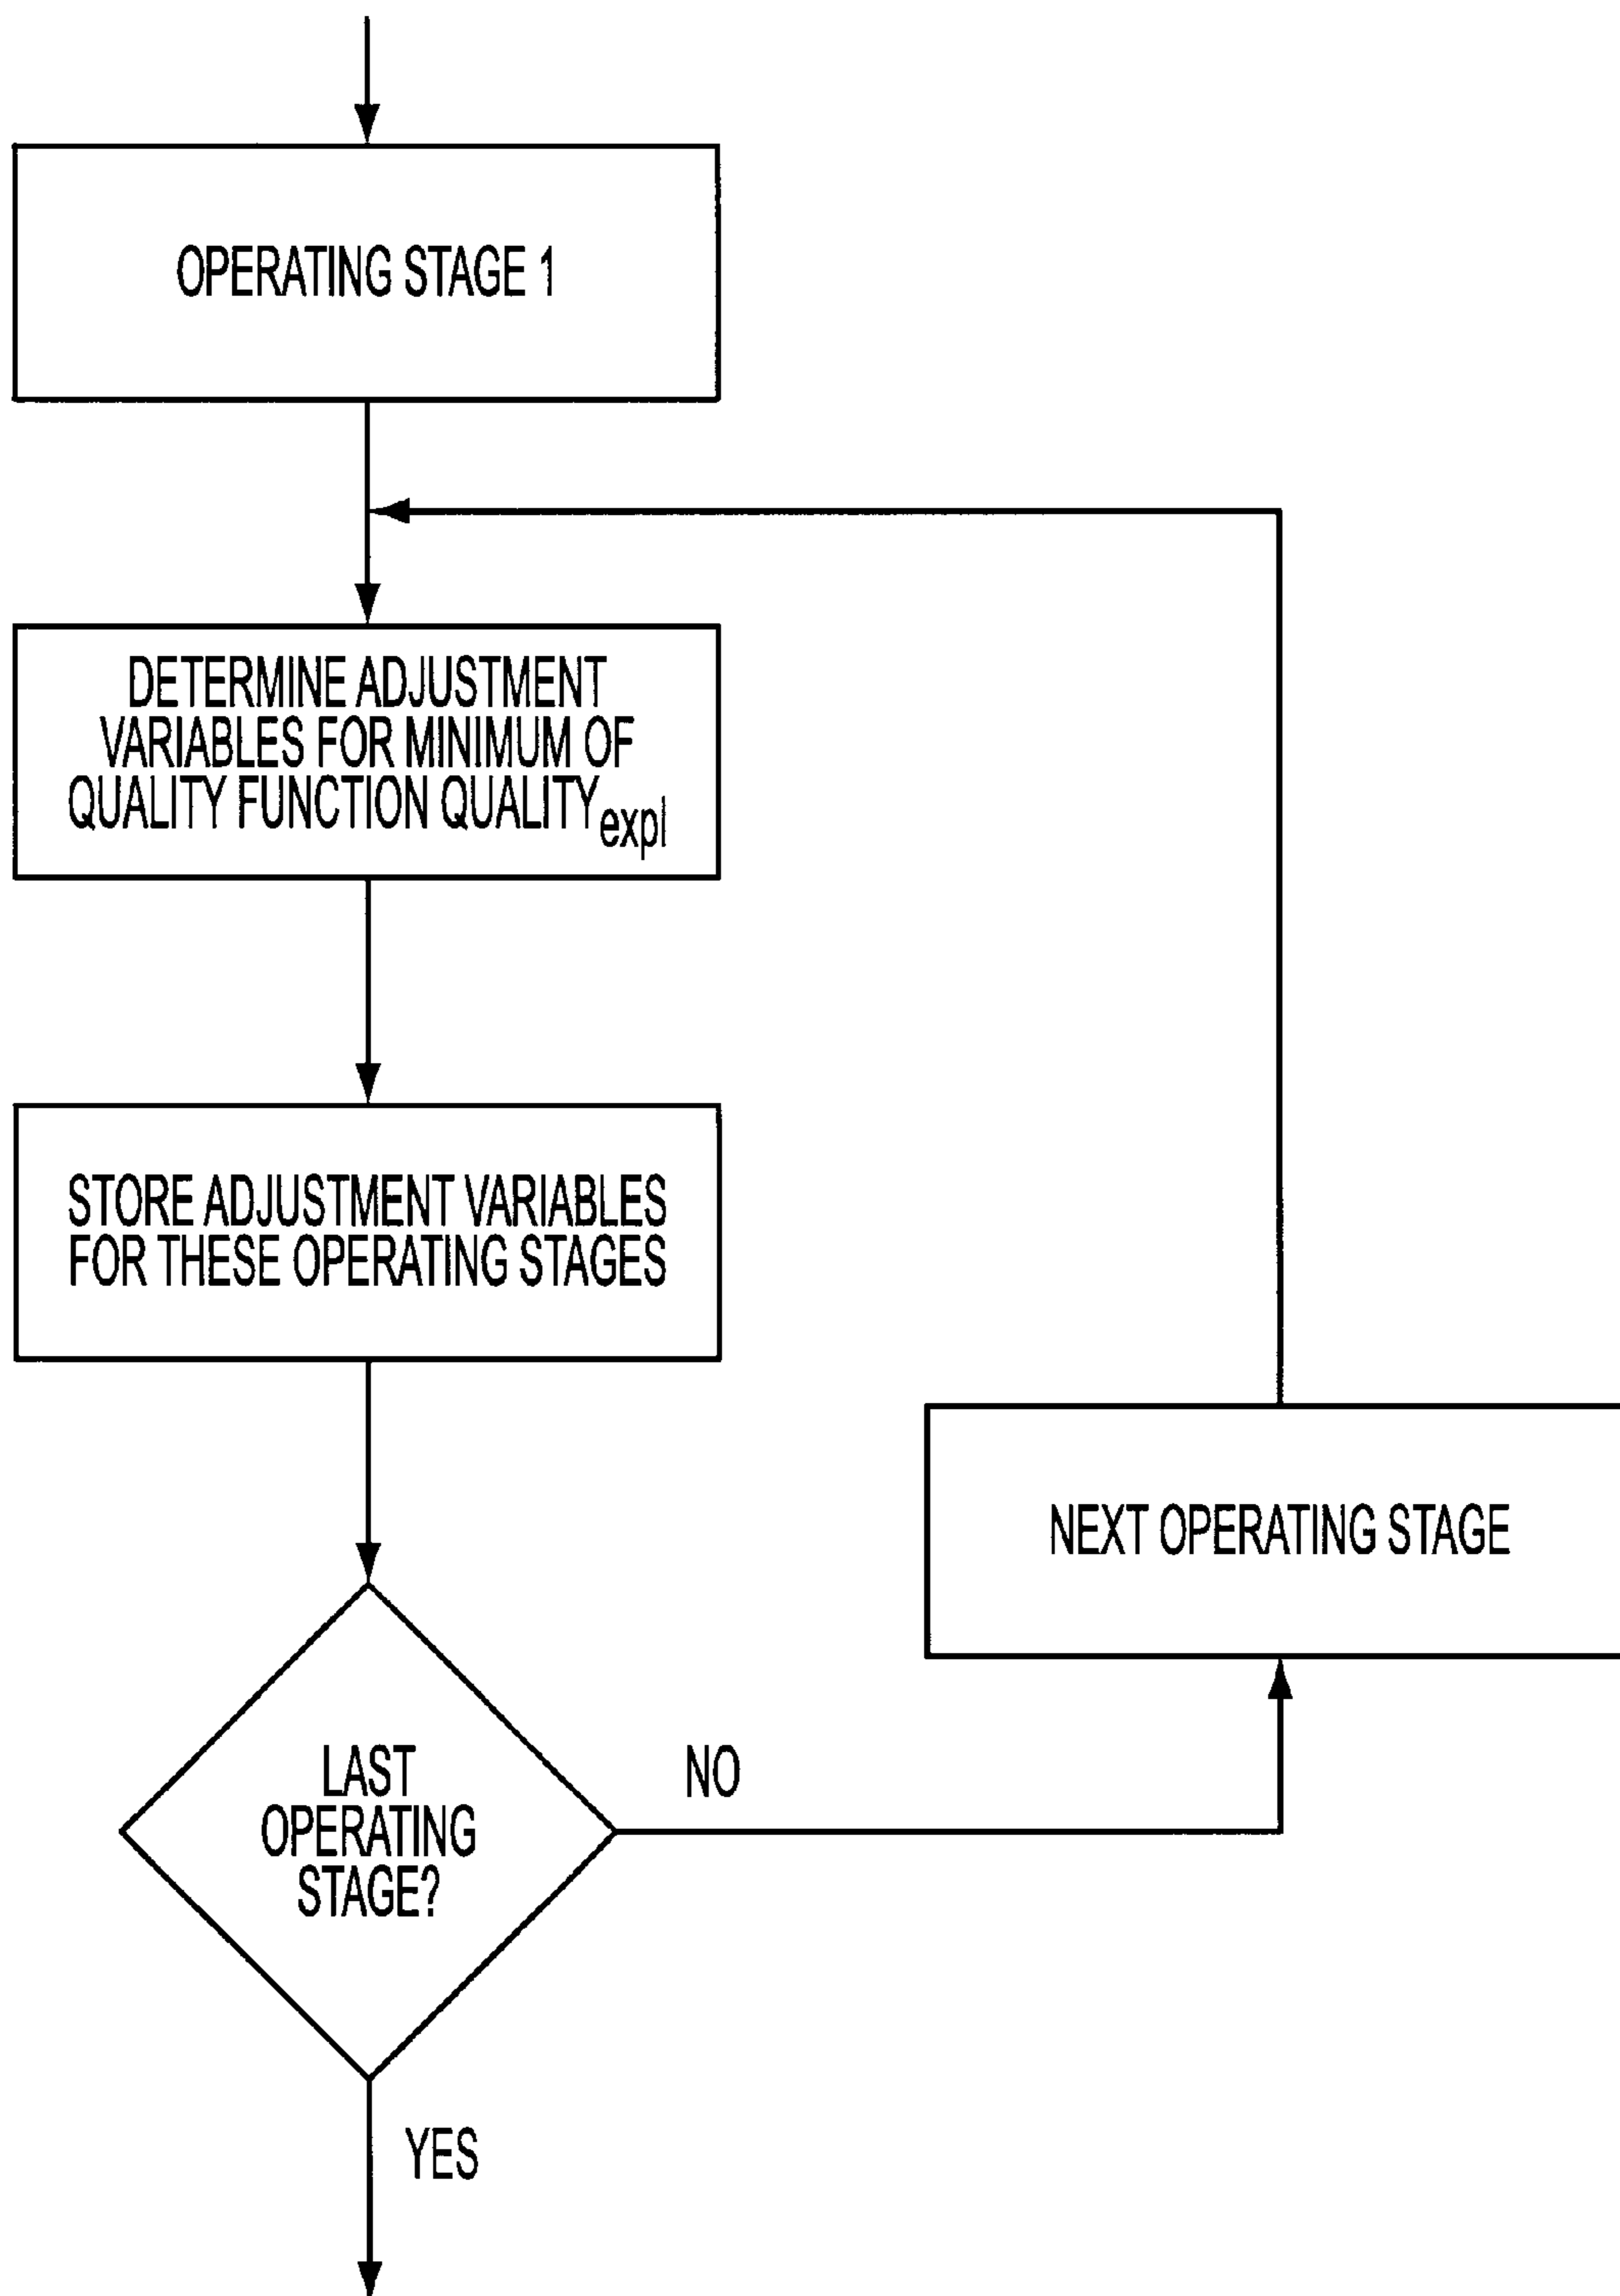 OPERATING STAGE 1
DETERMINE ADJUSTMENT
VARIABLES FOR MINIMUM OF
QUALITY FUNCTION QUALITYexpl
STORE ADJUSTMENT VARIABLES
FOR THESE OPERATING STAGES
NEXT OPERATING STAGE
LAST
OPERATING
STAGE?
NO
YES